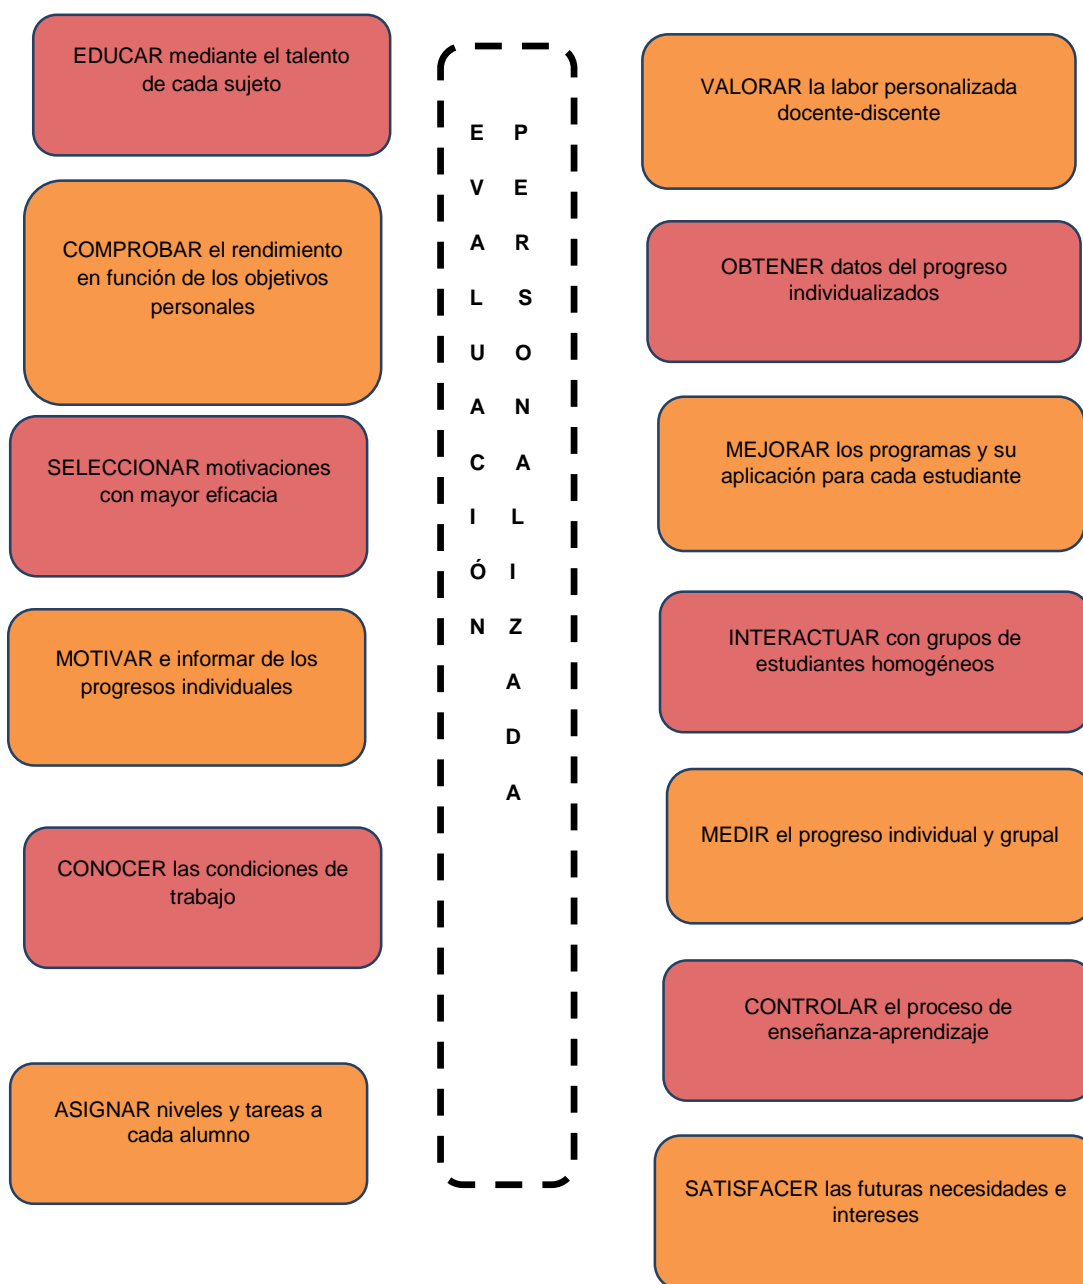 EDUCAR mediante el talento
de cada sujeto
COMPROBAR el rendimiento
en función de los objetivos
personales
SELECCIONAR motivaciones
con mayor eficacia
MOTIVAR e informar de los
progresos individuales
CONOCER las condiciones de
trabajo
ASIGNAR niveles y tareas a
cada alumno
E P
V E
A R
L S
U O
A N
C A
I L
Ó I
N Z
A
D
A
VALORAR la labor personalizada
docente-discente
OBTENER datos del progreso
individualizados
MEJORAR los programas y su
aplicación para cada estudiante
INTERACTUAR con grupos de
estudiantes homogéneos
MEDIR el progreso individual y grupal
CONTROLAR el proceso de
enseñanza-aprendizaje
SATISFACER las futuras necesidades e
intereses